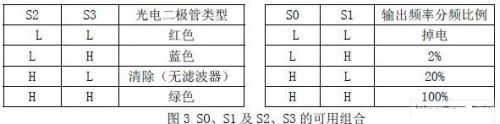 S2 S3 光电二极管类型 S0 S1 输出频率分频比例
L L 红色 L L 掉电
L H 蓝色 L H 2%
H L 清除（无滤波器） H L 20%
H H 绿色 H H 100%
图 3 S0、S1 及 S2、S3 的可用组合